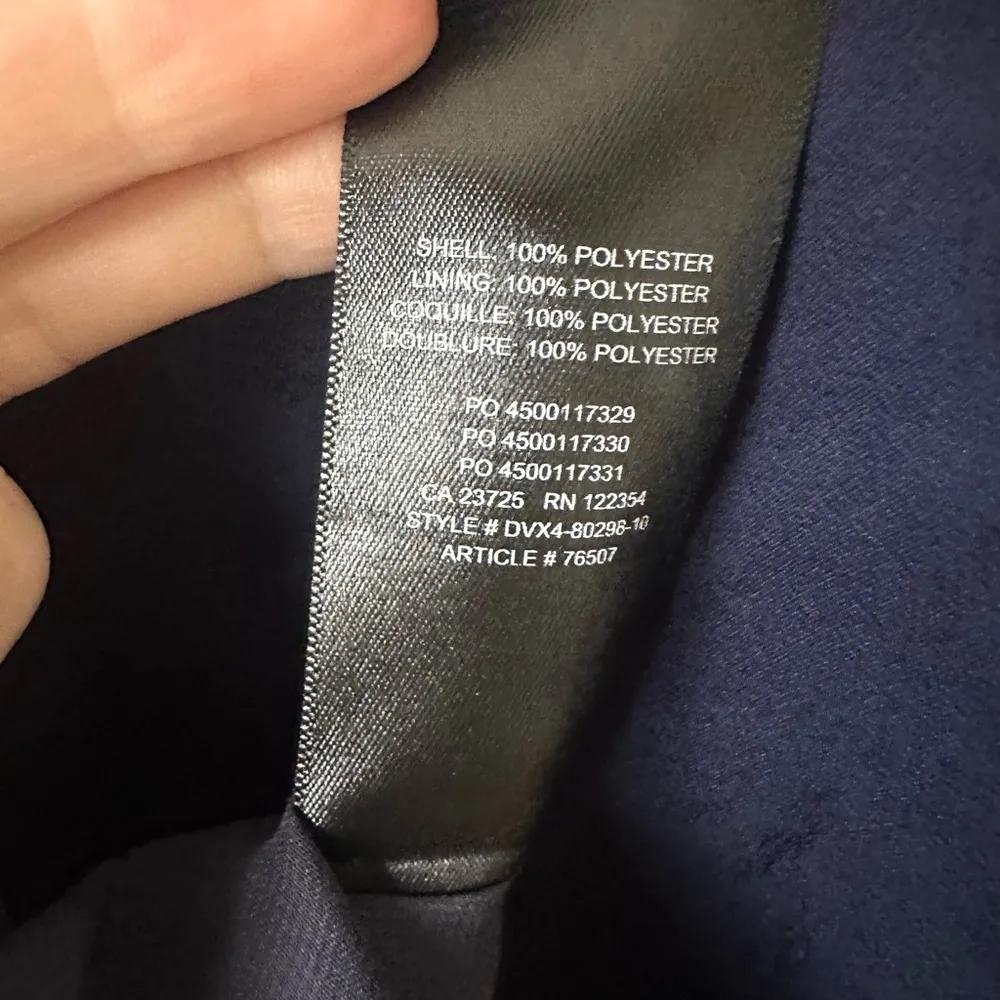 SHELL: 100% POLYESTER
LINING: 100% POLYESTER
COQUILLE: 100% POLYESTER
DOUBLURE: 100% POLYESTER
PO 4500117329
PO 4500117330
PO 4500117331
CA 23725 RN 122354
STYLE # DVX4-80298-10
ARTICLE # 76507